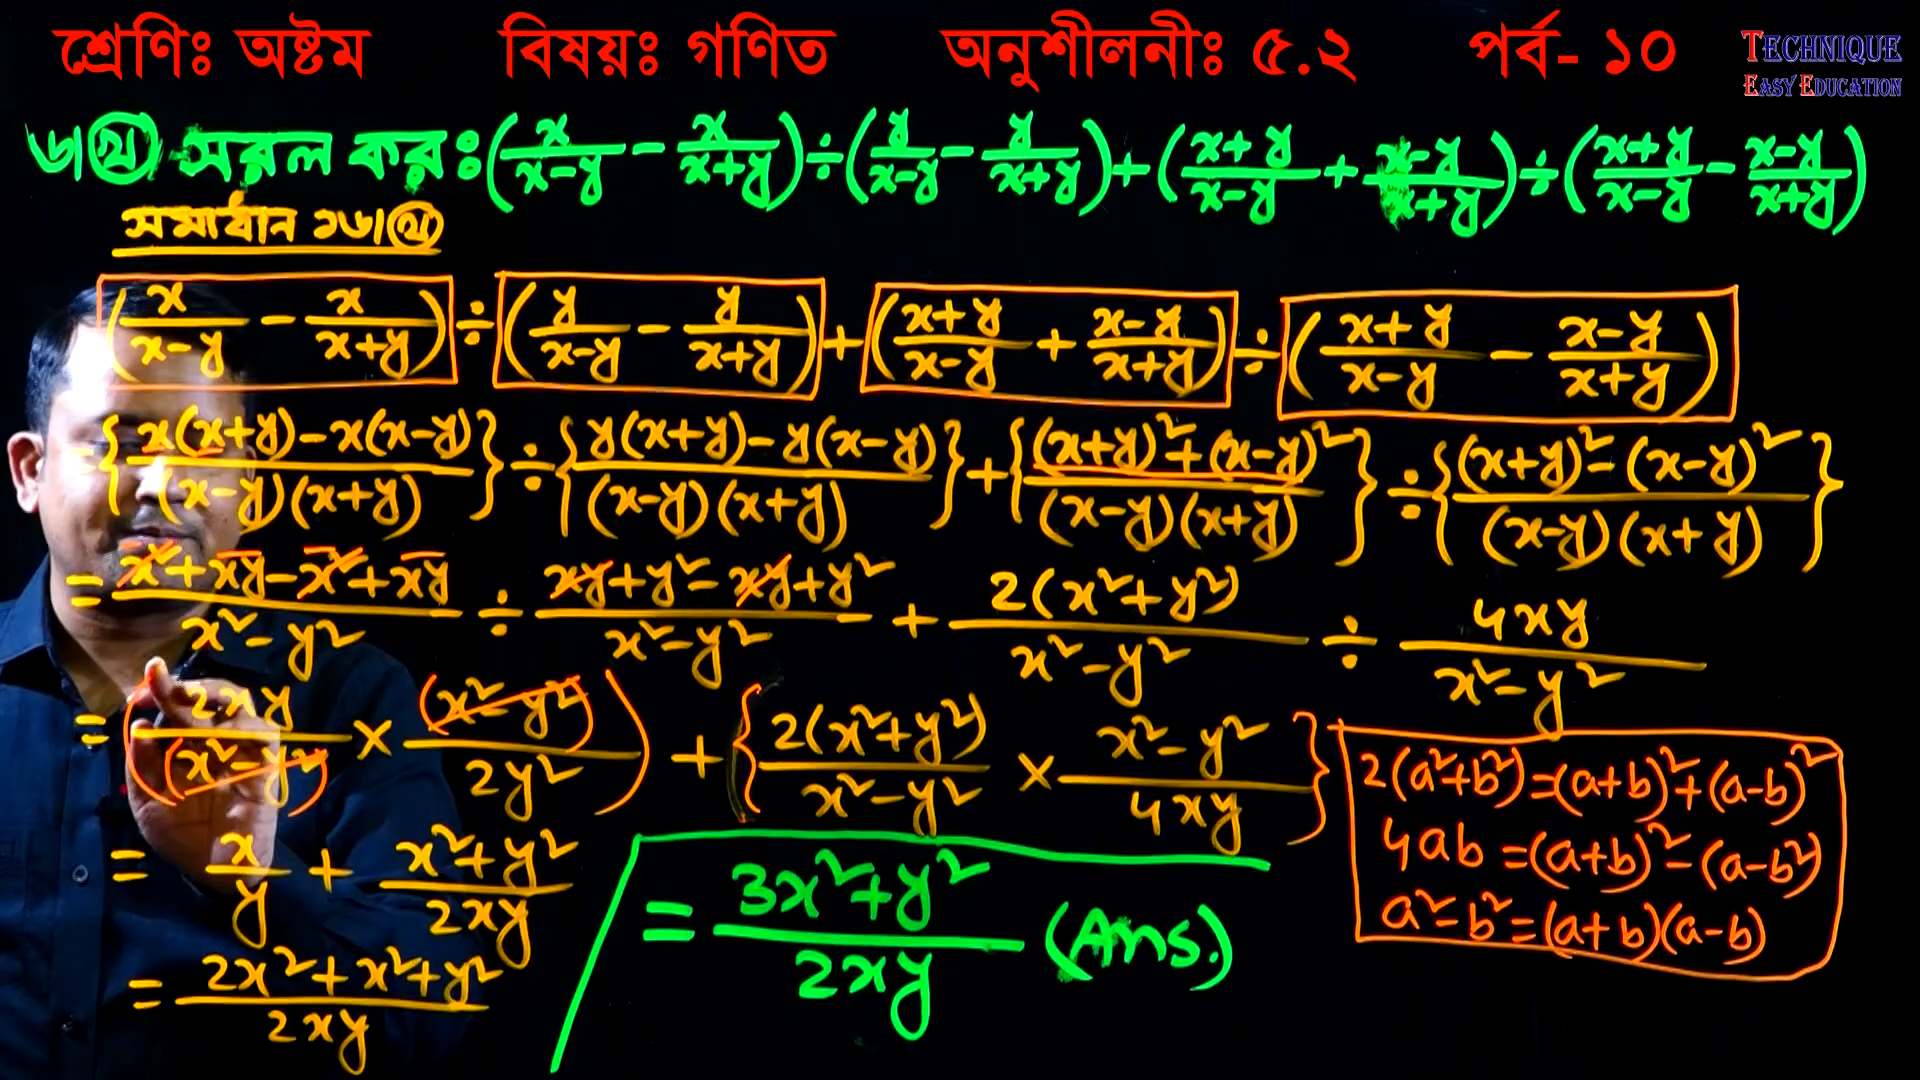 শ্রেণিঃ অষ্টম বিষয়ঃ গণিত অনুশীলনীঃ ৫.২ পর্ব- ১০
TECHNIQUE
EASY EDUCATION
৬।(খ) সরল কর: (x/(x-y) - x/(x+y)) ÷ (y/(x-y) - y/(x+y)) + ((x+y)/(x-y) + (x-y)/(x+y)) ÷ ((x+y)/(x-y) - (x-y)/(x+y))
সমাধান ১৬।(খ)
(x/(x-y) - x/(x+y)) ÷ (y/(x-y) - y/(x+y)) + ((x+y)/(x-y) + (x-y)/(x+y)) ÷ ((x+y)/(x-y) - (x-y)/(x+y))
= {(x(x+y) - x(x-y))/((x-y)(x+y))} ÷ {(y(x+y) - y(x-y))/((x-y)(x+y))} + {((x+y)² + (x-y)²)/((x-y)(x+y))} ÷ {((x+y)² - (x-y)²)/((x-y)(x+y))}
= (x² + xy - x² + xy)/(x² - y²) ÷ (xy + y² - xy + y²)/(x² - y²) + 2(x² + y²)/(x² - y²) ÷ 4xy/(x² - y²)
= (2xy/(x² - y²) × (x² - y²)/2y²) + {2(x² + y²)/(x² - y²) × (x² - y²)/4xy}
= x/y + (x² + y²)/2xy
= (2x² + x² + y²)/2xy
= (3x² + y²)/2xy (Ans.)
2(a²+b²) = (a+b)² + (a-b)²
4ab = (a+b)² - (a-b²)
a² - b² = (a+b)(a-b)